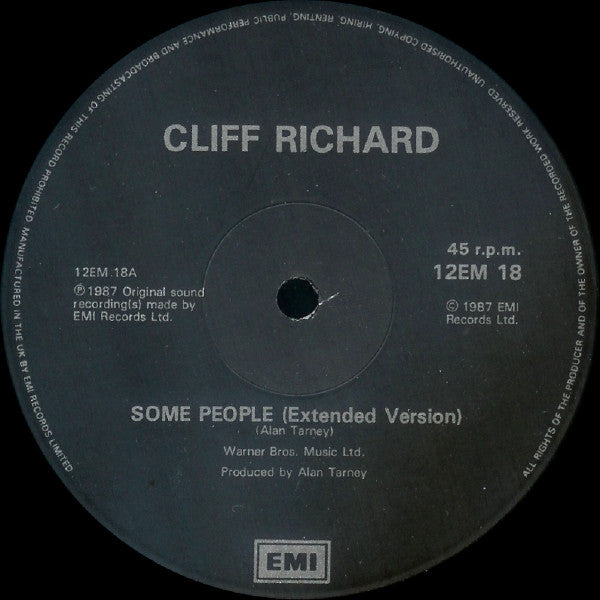 ALL RIGHTS OF THE PRODUCER AND OF THE OWNER OF THE RECORDED WORK RESERVED. UNAUTHORISED COPYING, HIRING, RENTING, PUBLIC PERFORMANCE AND BROADCASTING OF THIS RECORD PROHIBITED. MANUFACTURED IN THE UK BY EMI RECORDS LIMITED
CLIFF RICHARD
45 r.p.m.
12EM 18
12EM 18A
℗ 1987 Original sound
recording(s) made by
EMI Records Ltd.
© 1987 EMI
Records Ltd.
SOME PEOPLE (Extended Version)
(Alan Tarney)
Warner Bros. Music Ltd.
Produced by Alan Tarney
EMI